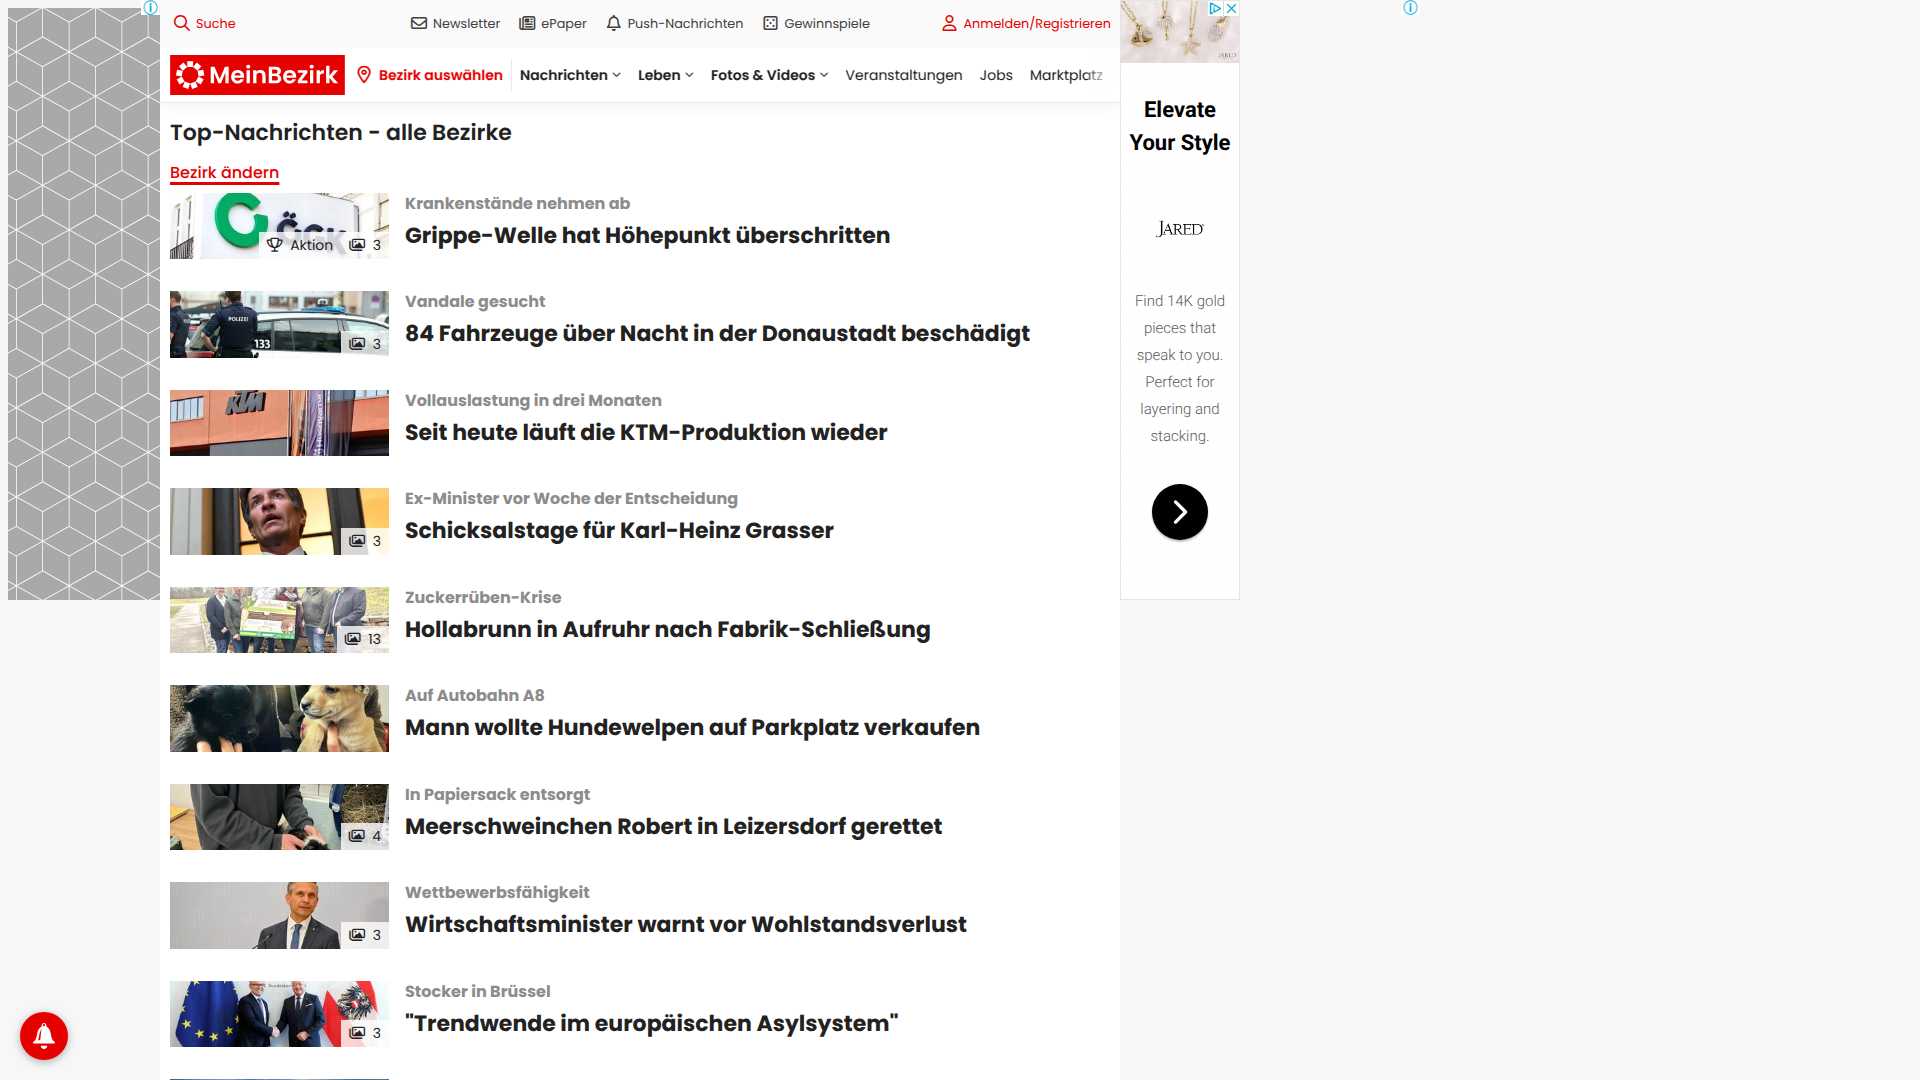 Suche
Newsletter
ePaper
Push-Nachrichten
Gewinnspiele
Anmelden/Registrieren
MeinBezirk
Bezirk auswählen
Nachrichten
Leben
Fotos & Videos
Veranstaltungen
Jobs
Marktplatz
Top-Nachrichten - alle Bezirke
Bezirk ändern
Aktion 3
Krankenstände nehmen ab
Grippe-Welle hat Höhepunkt überschritten
POLIZEI
133
3
Vandale gesucht
84 Fahrzeuge über Nacht in der Donaustadt beschädigt
KTM
Vollauslastung in drei Monaten
Seit heute läuft die KTM-Produktion wieder
3
Ex-Minister vor Woche der Entscheidung
Schicksalstage für Karl-Heinz Grasser
13
Zuckerrüben-Krise
Hollabrunn in Aufruhr nach Fabrik-Schließung
Auf Autobahn A8
Mann wollte Hundewelpen auf Parkplatz verkaufen
4
In Papiersack entsorgt
Meerschweinchen Robert in Leizersdorf gerettet
3
Wettbewerbsfähigkeit
Wirtschaftsminister warnt vor Wohlstandsverlust
3
Stocker in Brüssel
"Trendwende im europäischen Asylsystem"
JARED
Elevate
Your Style
JARED
Find 14K gold
pieces that
speak to you.
Perfect for
layering and
stacking.